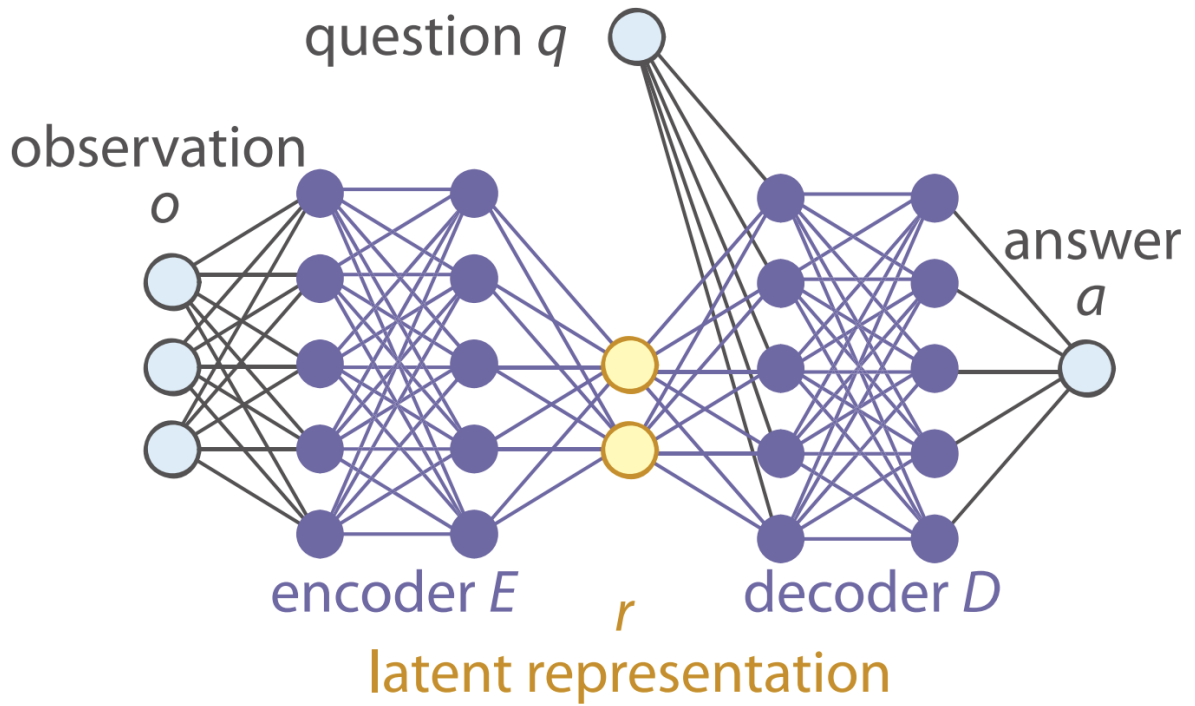 question q
observation
o
answer
a
encoder E
decoder D
r
latent representation